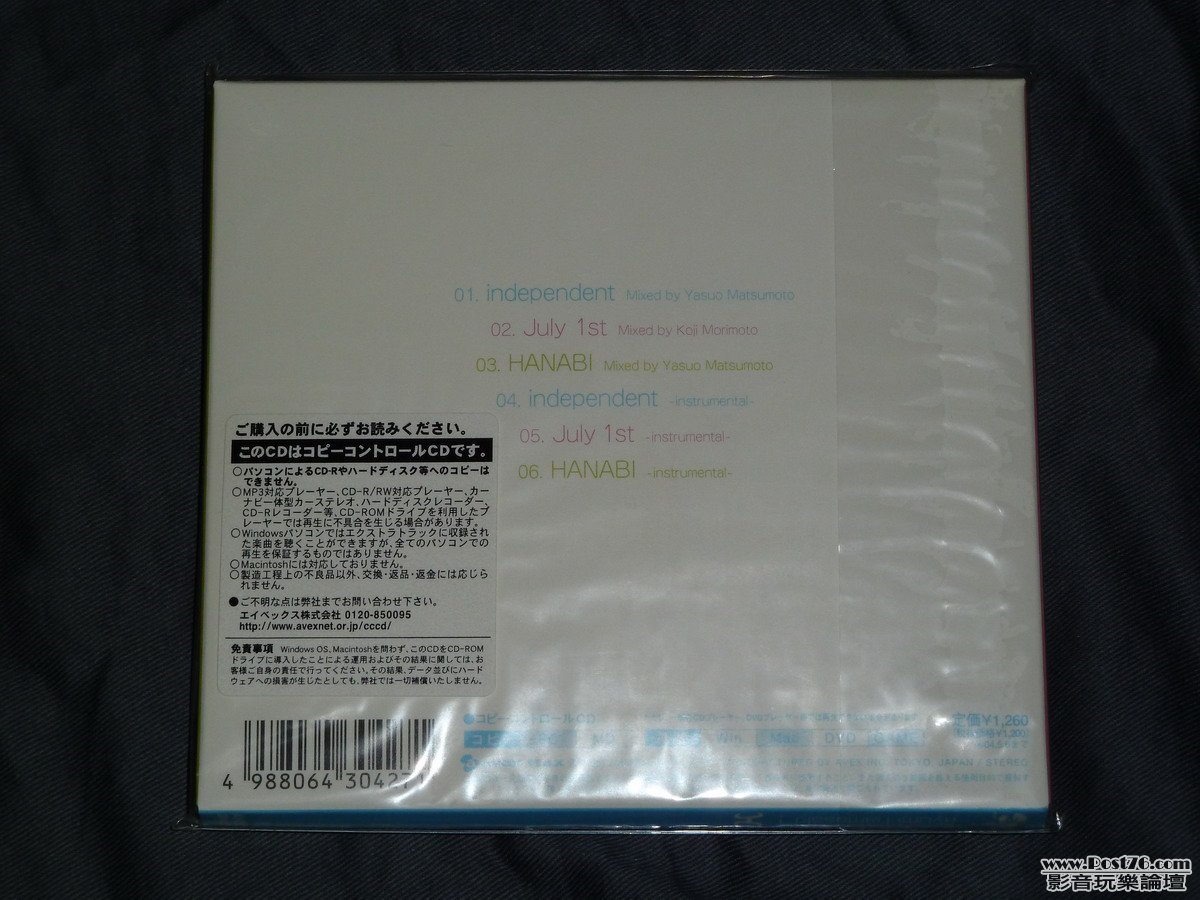 01. independent Mixed by Yasuo Matsumoto
02. July 1st Mixed by Koji Morimoto
03. HANABI Mixed by Yasuo Matsumoto
04. independent -instrumental-
05. July 1st -instrumental-
06. HANABI -instrumental-
ご購入の前に必ずお読みください。
このCDはコピーコントロールCDです。
○パソコンによるCD-Rやハードディスク等へのコピーは
できません。
○MP3対応プレーヤー、CD-R/RW対応プレーヤー、カー
ナビ一体型カーステレオ、ハードディスクレコーダー、
CD-Rレコーダー等、CD-ROMドライブを利用したプ
レーヤーでは再生に不具合を生じる場合があります。
○Windowsパソコンではエクストラトラックに収録され
た楽曲を聴くことができますが、全てのパソコンでの
再生を保証するものではありません。
○Macintoshには対応しておりません。
○製造工程上の不良品以外、交換・返品・返金には応じら
れません。
●ご不明な点は弊社までお問い合わせ下さい。
エイベックス株式会社 0120-850095
http://www.avexnet.or.jp/cccd/
免責事項 Windows OS、Macintoshを問わず、このCDをCD-ROM
ドライブに導入したことによる運用およびその結果に関しては、お
客様ご自身の責任で行ってください。その結果、データ並びにハード
ウェアへの損害が生じたとしても、弊社では一切補償いたしません。
●コピーコントロールCD
定価¥1,260
4 988064 304271
BY AVEX INC. TOKYO, JAPAN / STEREO
www.Post76.com
影音玩樂論壇